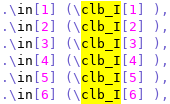 .\in[1] (\clb_I[1] ),
.\in[2] (\clb_I[2] ),
.\in[3] (\clb_I[3] ),
.\in[4] (\clb_I[4] ),
.\in[5] (\clb_I[5] ),
.\in[6] (\clb_I[6] ),